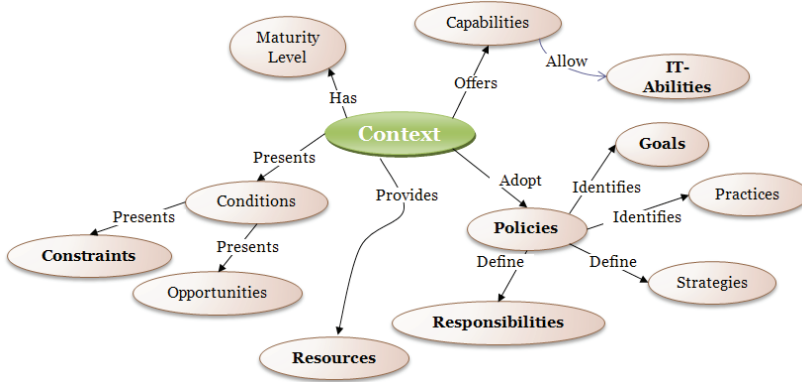 Capabilities
Maturity
Level
Allow
IT-
Abilities
Offers
Has
Context
Goals
Presents
Adopt
Identifies
Provides
Conditions
Practices
Presents
Identifies
Policies
Presents
Constraints
Define
Define
Opportunities
Strategies
Responsibilities
Resources